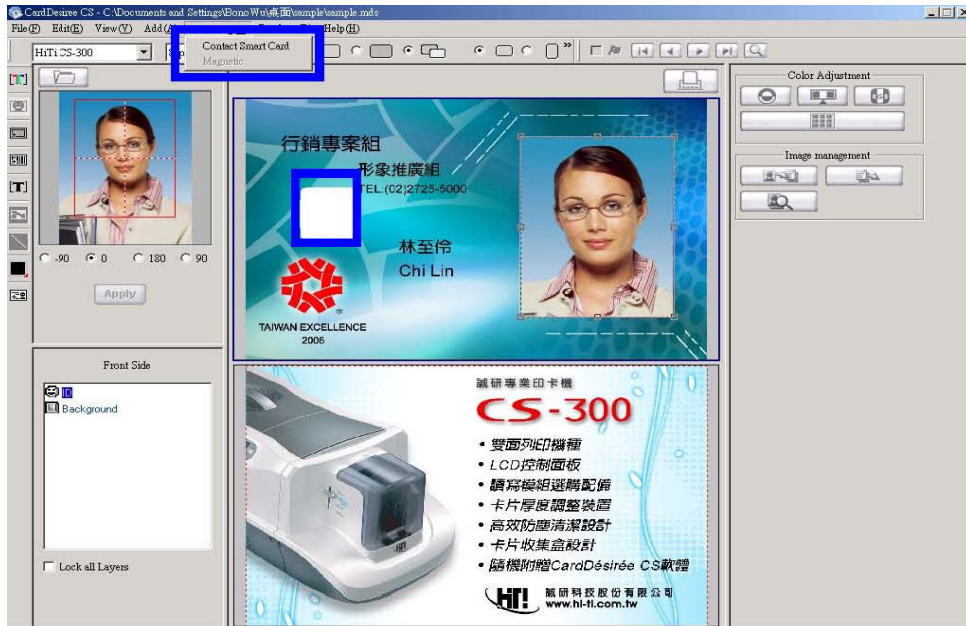 CardDesiree CS - C:\Documents and Settings\Bono Wu\桌面\sample\sample.mds
File(F) Edit(E) View(V) Add(A) Help(H)
Contact Smart Card
Magnetic
HiTi CS-300
Color Adjustment
Image management
-90 0 180 90
Apply
Front Side
ID
Background
Lock all Layers
行銷專案組
形象推廣組
TEL:(02)2725-5000
林至伶
Chi Lin
TAIWAN EXCELLENCE
2006
誠研專業印卡機
CS-300
• 雙面列印機種
• LCD控制面板
• 讀寫模組選購配備
• 卡片厚度調整裝置
• 高效防塵清潔設計
• 卡片收集盒設計
• 隨機附贈CardDésirée CS軟體
HiTi 誠研科技股份有限公司
www.hi-ti.com.tw